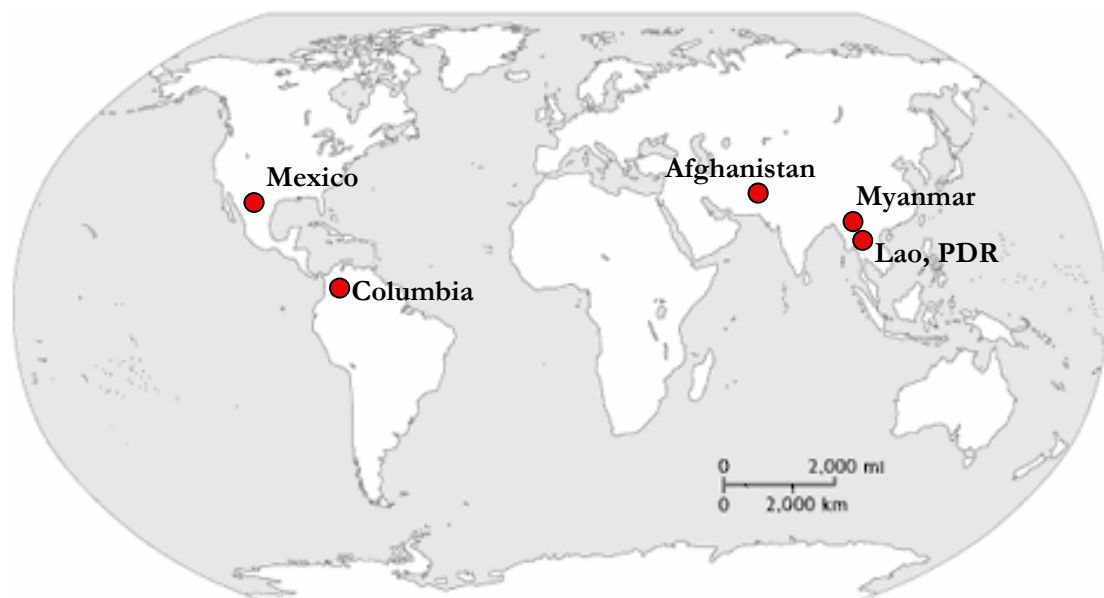 Mexico
Afghanistan
Myanmar
Lao, PDR
Columbia
0 2,000 mi
0 2,000 km